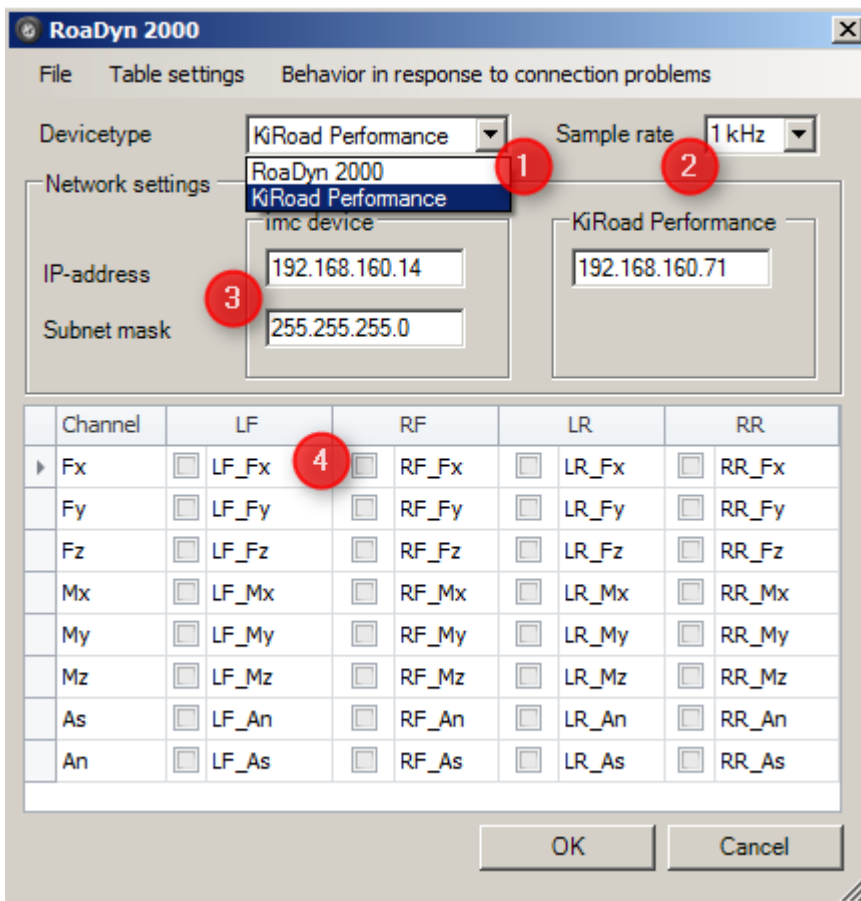 RoaDyn 2000
File Table settings Behavior in response to connection problems
Devicetype KiRoad Performance Sample rate 1 kHz
1
2
RoaDyn 2000
KiRoad Performance
Network settings
imc device
KiRoad Performance
IP-address 192.168.160.14 192.168.160.71
3
Subnet mask 255.255.255.0
Channel LF RF LR RR
4
Fx LF_Fx RF_Fx LR_Fx RR_Fx
Fy LF_Fy RF_Fy LR_Fy RR_Fy
Fz LF_Fz RF_Fz LR_Fz RR_Fz
Mx LF_Mx RF_Mx LR_Mx RR_Mx
My LF_My RF_My LR_My RR_My
Mz LF_Mz RF_Mz LR_Mz RR_Mz
As LF_An RF_An LR_An RR_An
An LF_As RF_As LR_As RR_As
OK Cancel